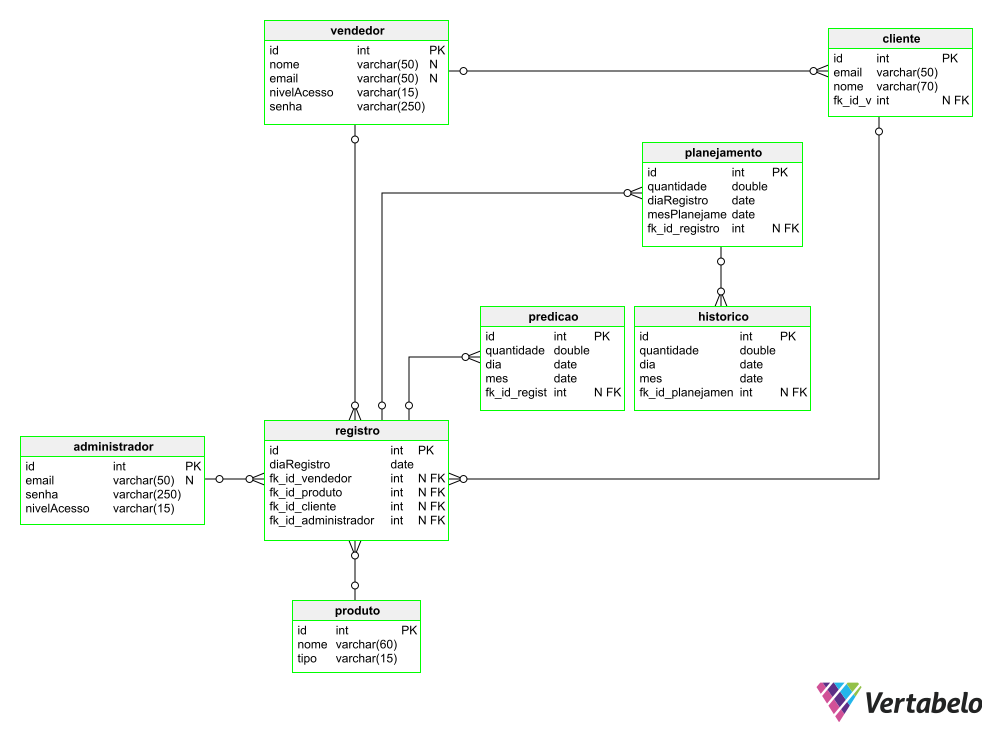 vendedor
id int PK
nome varchar(50) N
email varchar(50) N
nivelAcesso varchar(15)
senha varchar(250)
cliente
id int PK
email varchar(50)
nome varchar(70)
fk_id_v int N FK
planejamento
id int PK
quantidade double
diaRegistro date
mesPlanejame date
fk_id_registro int N FK
predicao
id int PK
quantidade double
dia date
mes date
fk_id_regist int N FK
historico
id int PK
quantidade double
dia date
mes date
fk_id_planejamen int N FK
administrador
id int PK
email varchar(50) N
senha varchar(250)
nivelAcesso varchar(15)
registro
id int PK
diaRegistro date
fk_id_vendedor int N FK
fk_id_produto int N FK
fk_id_cliente int N FK
fk_id_administrador int N FK
produto
id int PK
nome varchar(60)
tipo varchar(15)
Vertabelo